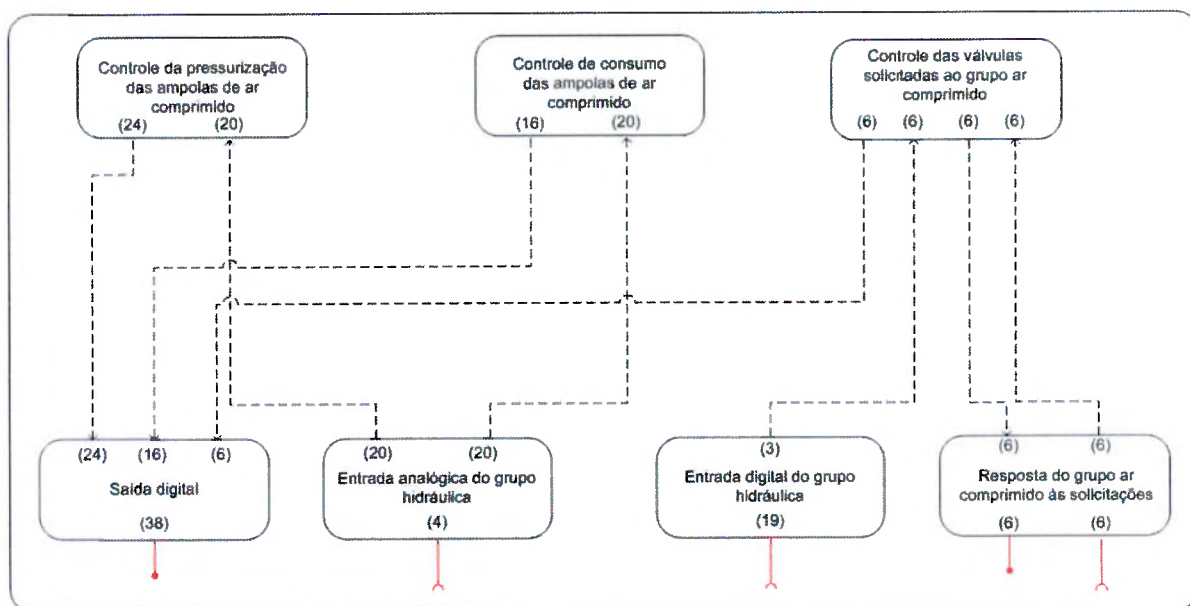 Controle da pressurização
das ampolas de ar
comprimido
(24) (20)
Controle de consumo
das ampolas de ar
comprimido
(16) (20)
Controle das válvulas
solicitadas ao grupo ar
comprimido
(6) (6) (6) (6)
(24) (16) (6)
Saída digital
(38)
(20) (20)
Entrada analógica do grupo
hidráulica
(4)
(3)
Entrada digital do grupo
hidráulico
(19)
(6) (6)
Resposta do grupo ar
comprimido às solicitações
(6) (6)